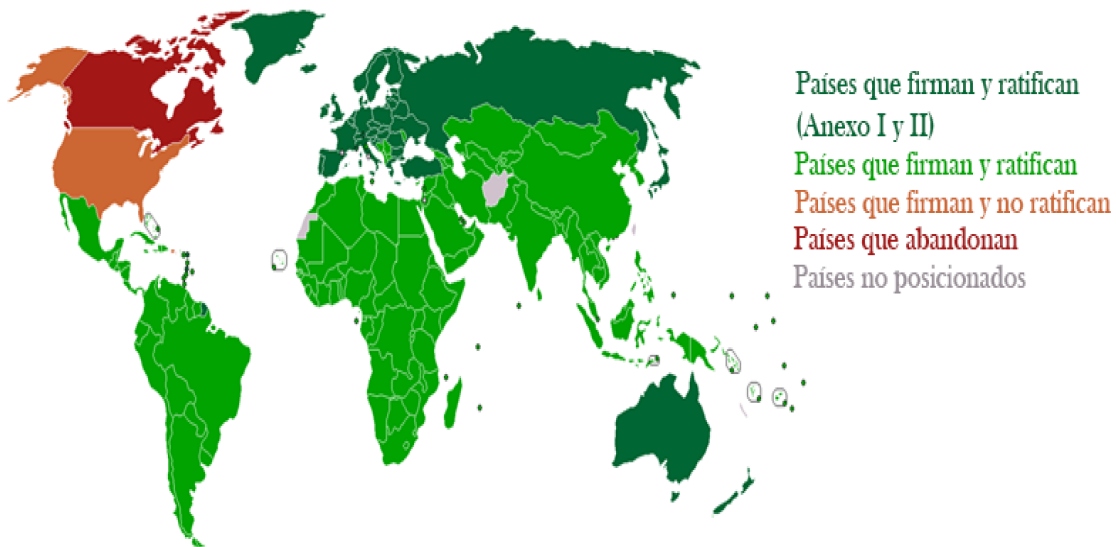 Países que firman y ratifican
(Anexo I y II)
Países que firman y ratifican
Países que firman y no ratifican
Países que abandonan
Países no posicionados